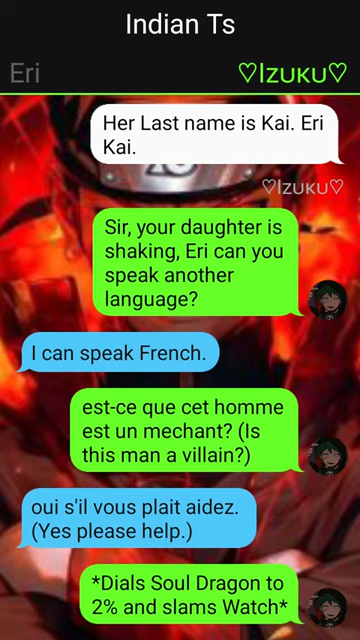 Indian Ts
Eri
♡Izuku♡
Her Last name is Kai. Eri
Kai.
♡Izuku♡
Sir, your daughter is
shaking, Eri can you
speak another
language?
I can speak French.
est-ce que cet homme
est un mechant? (Is
this man a villain?)
oui s'il vous plait aidez.
(Yes please help.)
*Dials Soul Dragon to
2% and slams Watch*